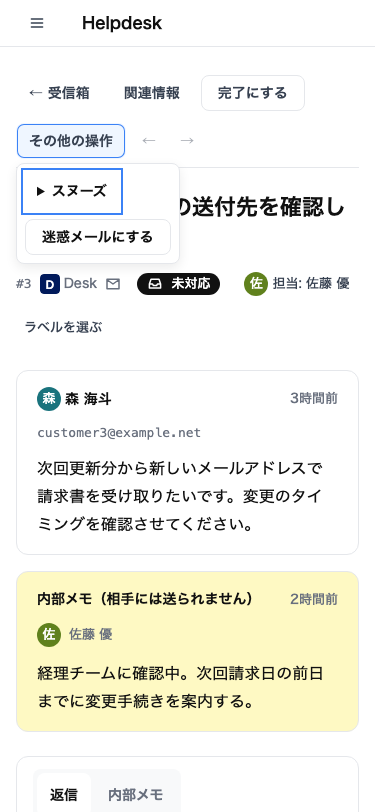 Helpdesk
← 受信箱
関連情報
完了にする
その他の操作
← →
▶ スヌーズ
の送付先を確認し
迷惑メールにする
#3 D Desk 未対応 佐 担当: 佐藤 優
ラベルを選ぶ
森 森 海斗 3時間前
customer3@example.net
次回更新分から新しいメールアドレスで
請求書を受け取りたいです。変更のタイ
ミングを確認させてください。
内部メモ（相手には送られません） 2時間前
佐 佐藤 優
経理チームに確認中。次回請求日の前日
までに変更手続きを案内する。
返信 内部メモ